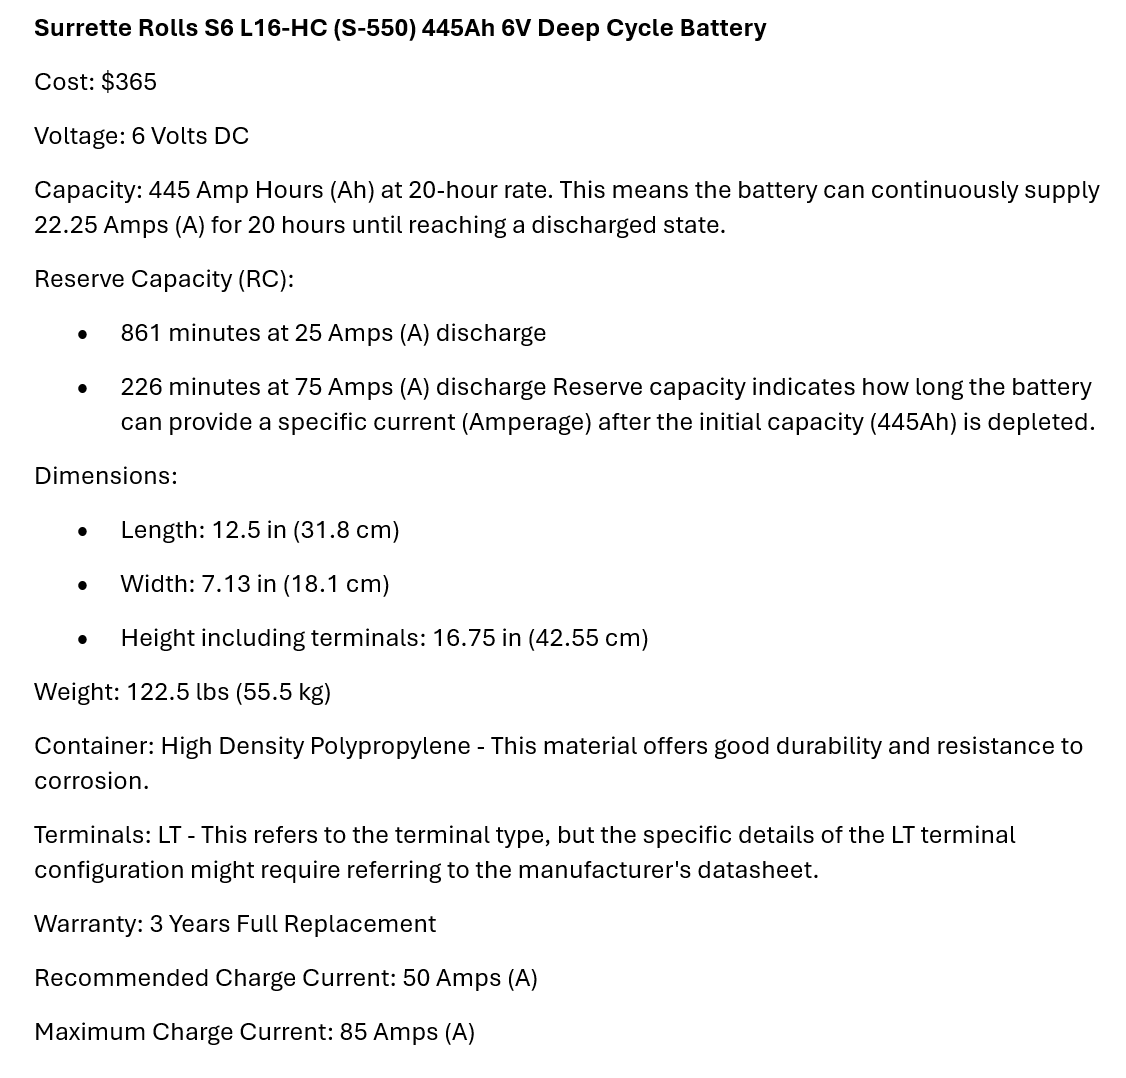 Surrette Rolls S6 L16-HC (S-550) 445Ah 6V Deep Cycle Battery
Cost: $365
Voltage: 6 Volts DC
Capacity: 445 Amp Hours (Ah) at 20-hour rate. This means the battery can continuously supply
22.25 Amps (A) for 20 hours until reaching a discharged state.
Reserve Capacity (RC):
• 861 minutes at 25 Amps (A) discharge
• 226 minutes at 75 Amps (A) discharge Reserve capacity indicates how long the battery
can provide a specific current (Amperage) after the initial capacity (445Ah) is depleted.
Dimensions:
• Length: 12.5 in (31.8 cm)
• Width: 7.13 in (18.1 cm)
• Height including terminals: 16.75 in (42.55 cm)
Weight: 122.5 lbs (55.5 kg)
Container: High Density Polypropylene - This material offers good durability and resistance to
corrosion.
Terminals: LT - This refers to the terminal type, but the specific details of the LT terminal
configuration might require referring to the manufacturer's datasheet.
Warranty: 3 Years Full Replacement
Recommended Charge Current: 50 Amps (A)
Maximum Charge Current: 85 Amps (A)